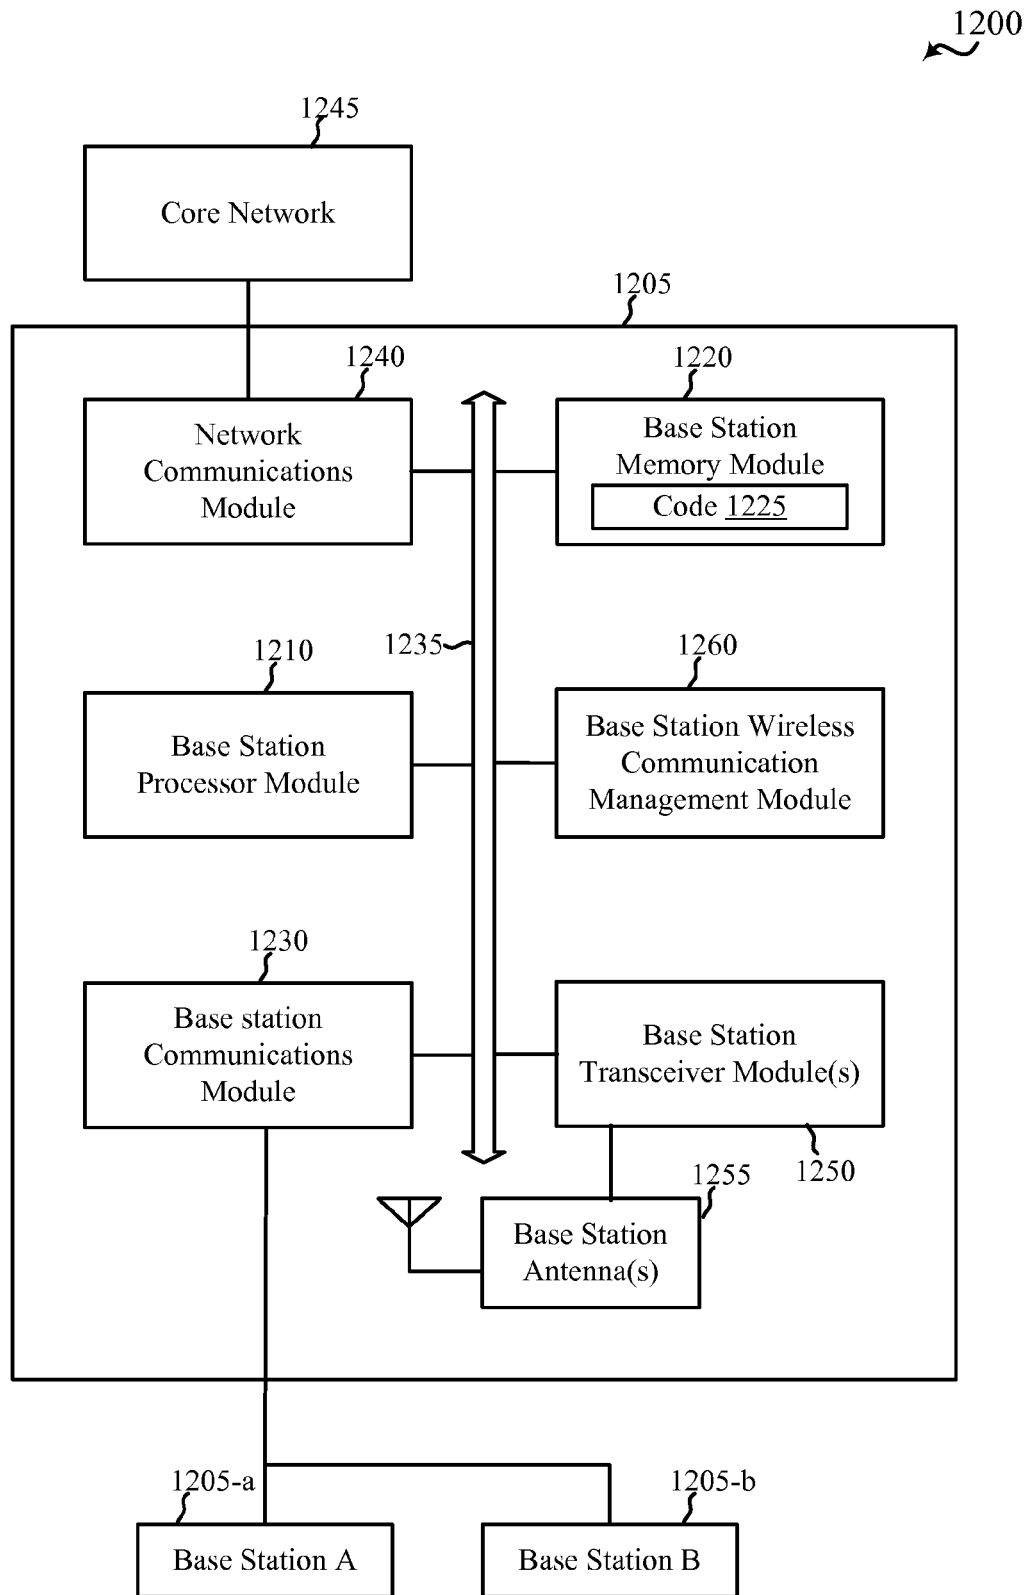 1200
1245
Core Network
1205
1240
1220
Network
Communications
Module
Base Station
Memory Module
Code 1225
1235
1210
1260
Base Station
Processor Module
Base Station Wireless
Communication
Management Module
1230
Base station
Communications
Module
Base Station
Transceiver Module(s)
1250
1255
Base Station
Antenna(s)
1205-a
1205-b
Base Station A
Base Station B